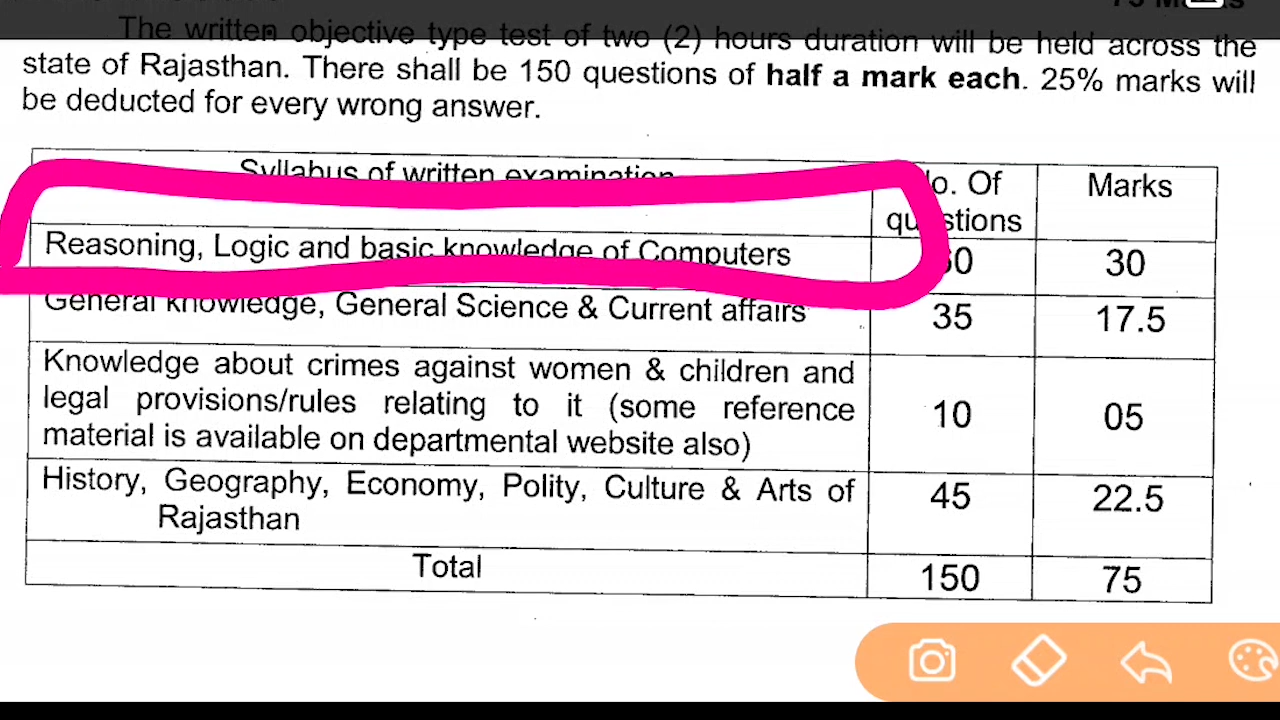 The written objective type test of two (2) hours duration will be held across the
state of Rajasthan. There shall be 150 questions of half a mark each. 25% marks will
be deducted for every wrong answer.
Syllabus of written examination
No. Of
questions
Marks
Reasoning, Logic and basic knowledge of Computers
30
General knowledge, General Science & Current affairs
35
17.5
Knowledge about crimes against women & children and
legal provisions/rules relating to it (some reference
material is available on departmental website also)
10
05
History, Geography, Economy, Polity, Culture & Arts of
Rajasthan
45
22.5
Total
150
75